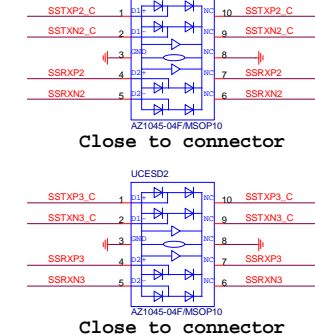 SSTXP2_C 1 D1+ NC 10 SSTXP2_C
SSTXN2_C 2 D1- NC 9 SSTXN2_C
3 GND 8
SSRXP2 4 D2+ NC 7 SSRXP2
SSRXN2 5 D2- NC 6 SSRXN2
AZ1045-04F/MSOP10
Close to connector
UCESD2
SSTXP3_C 1 D1+ NC 10 SSTXP3_C
SSTXN3_C 2 D1- NC 9 SSTXN3_C
3 GND 8
SSRXP3 4 D2+ NC 7 SSRXP3
SSRXN3 5 D2- NC 6 SSRXN3
AZ1045-04F/MSOP10
Close to connector